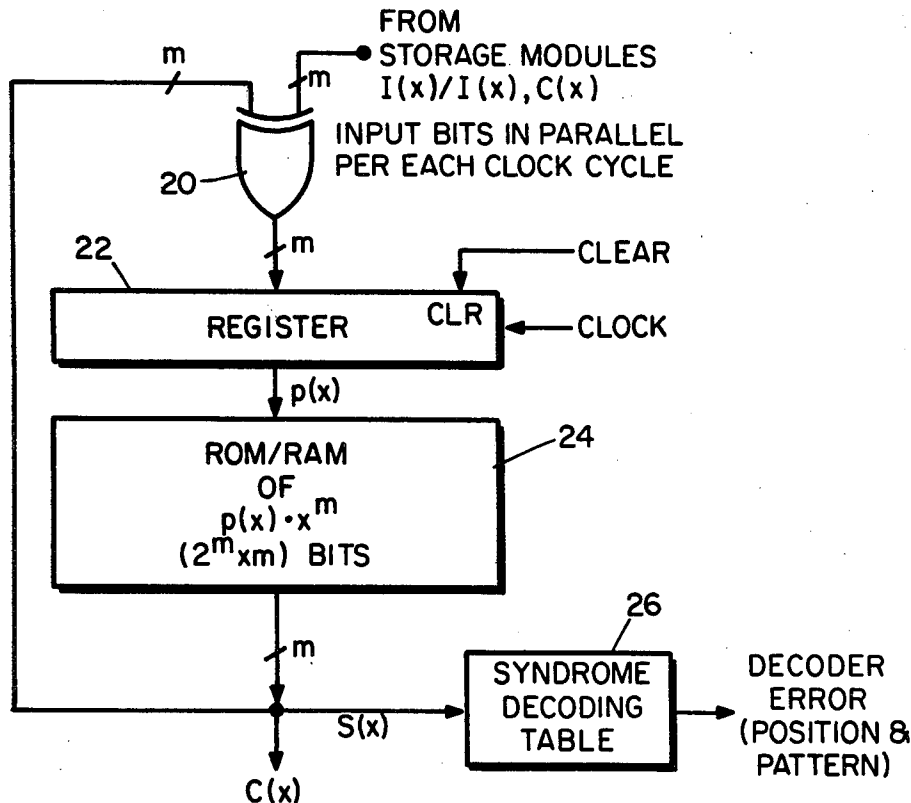 FROM
STORAGE MODULES
I(x)/I(x), C(x)
m
m
INPUT BITS IN PARALLEL
PER EACH CLOCK CYCLE
20
m
22
CLEAR
CLR
REGISTER
CLOCK
p(x)
24
ROM/RAM
OF
p(x)•x^m
(2^m xm) BITS
m
26
SYNDROME
DECODING
TABLE
DECODER
ERROR
(POSITION &
PATTERN)
S(x)
C(x)